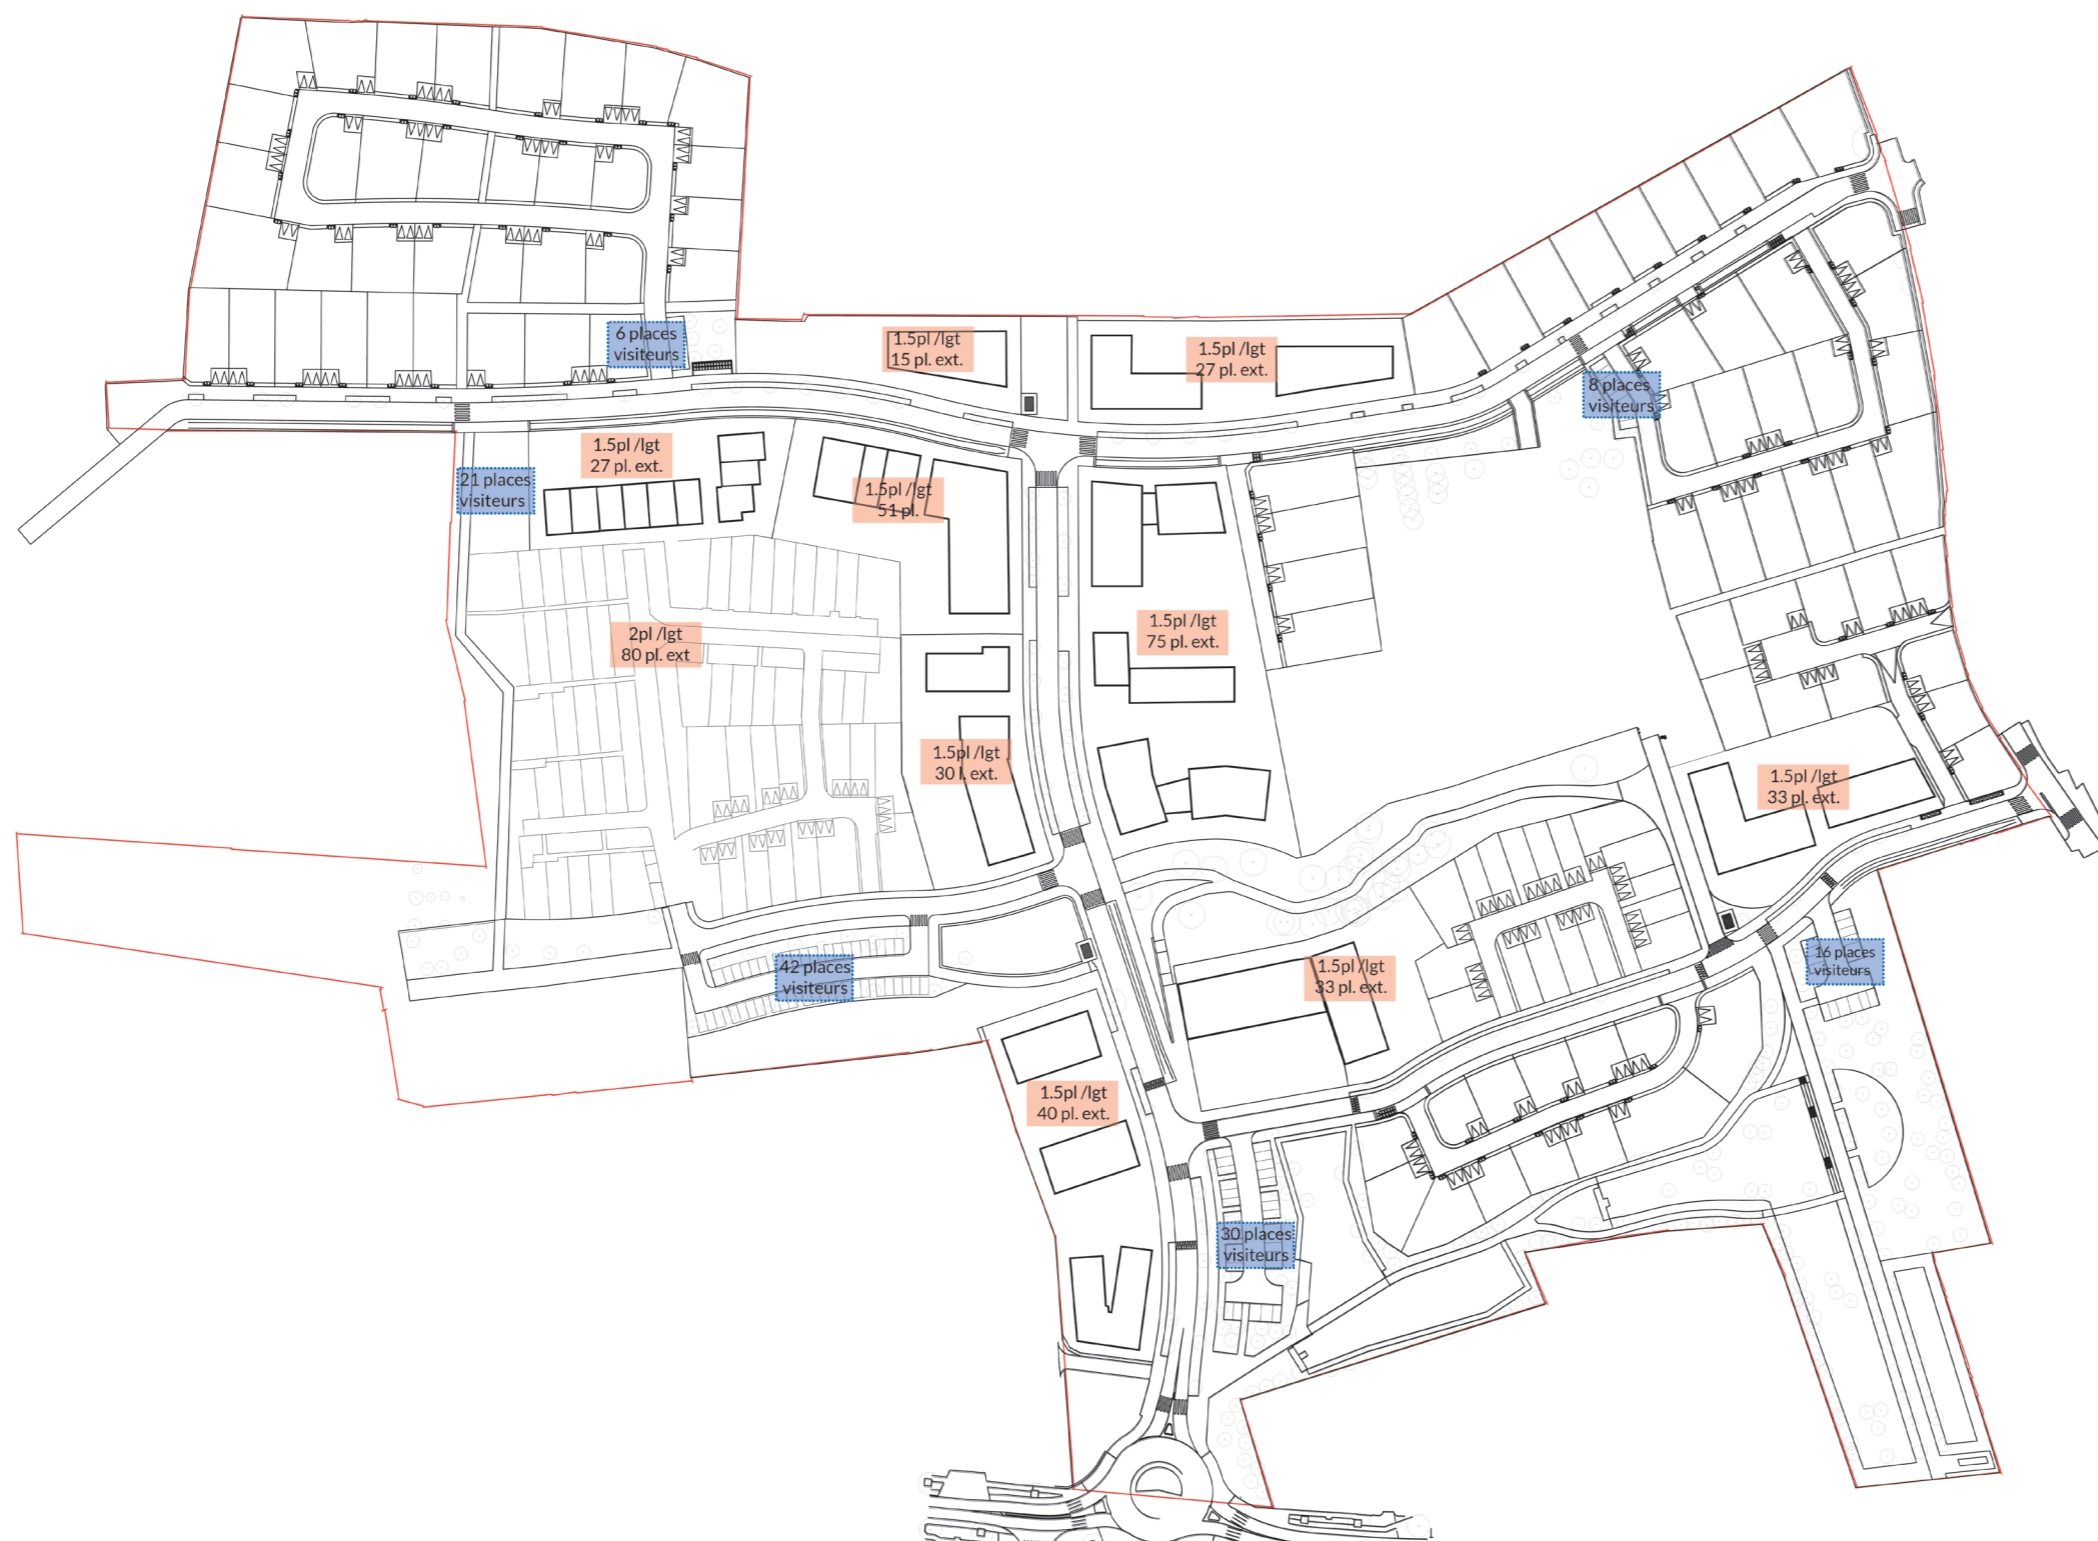 6 places
visiteurs
1.5pl /lgt
15 pl. ext.
1.5pl /lgt
27 pl. ext.
8 places
visiteurs
1.5pl /lgt
27 pl. ext.
21 places
visiteurs
1.5pl /lgt
51 pl.
2pl /lgt
80 pl. ext
1.5pl /lgt
75 pl. ext.
1.5pl /lgt
30 l. ext.
1.5pl /lgt
33 pl. ext.
42 places
visiteurs
1.5pl /lgt
33 pl. ext.
16 places
visiteurs
1.5pl /lgt
40 pl. ext.
30 places
visiteurs